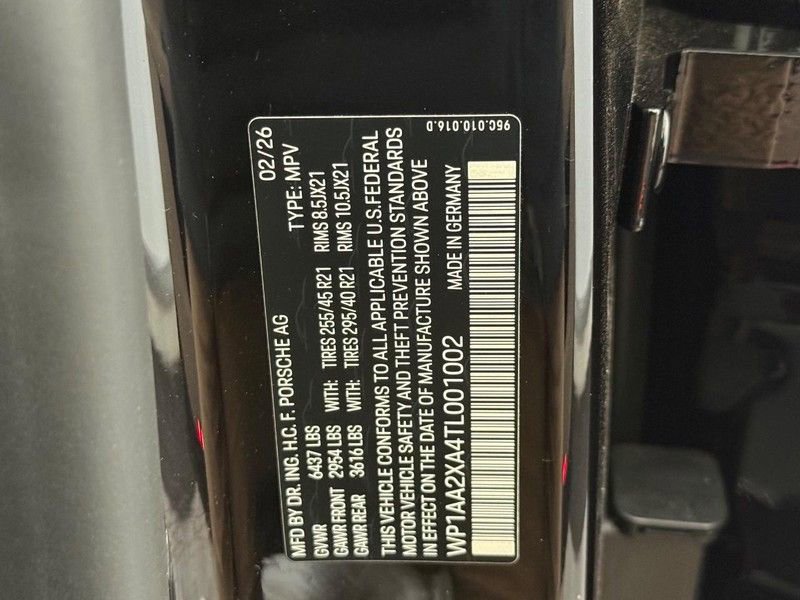 95C.010.016.D
MFD BY DR. ING. H.C. F. PORSCHE AG 02/26
GVWR 6437 LBS TYPE: MPV
GAWR FRONT 2954 LBS WITH: TIRES 255/45 R21 RIMS 8.5JX21
GAWR REAR 3616 LBS WITH: TIRES 295/40 R21 RIMS 10.5JX21
THIS VEHICLE CONFORMS TO ALL APPLICABLE U.S.FEDERAL
MOTOR VEHICLE SAFETY AND THEFT PREVENTION STANDARDS
IN EFFECT ON THE DATE OF MANUFACTURE SHOWN ABOVE
WP1AA2XA4TL001002 MADE IN GERMANY